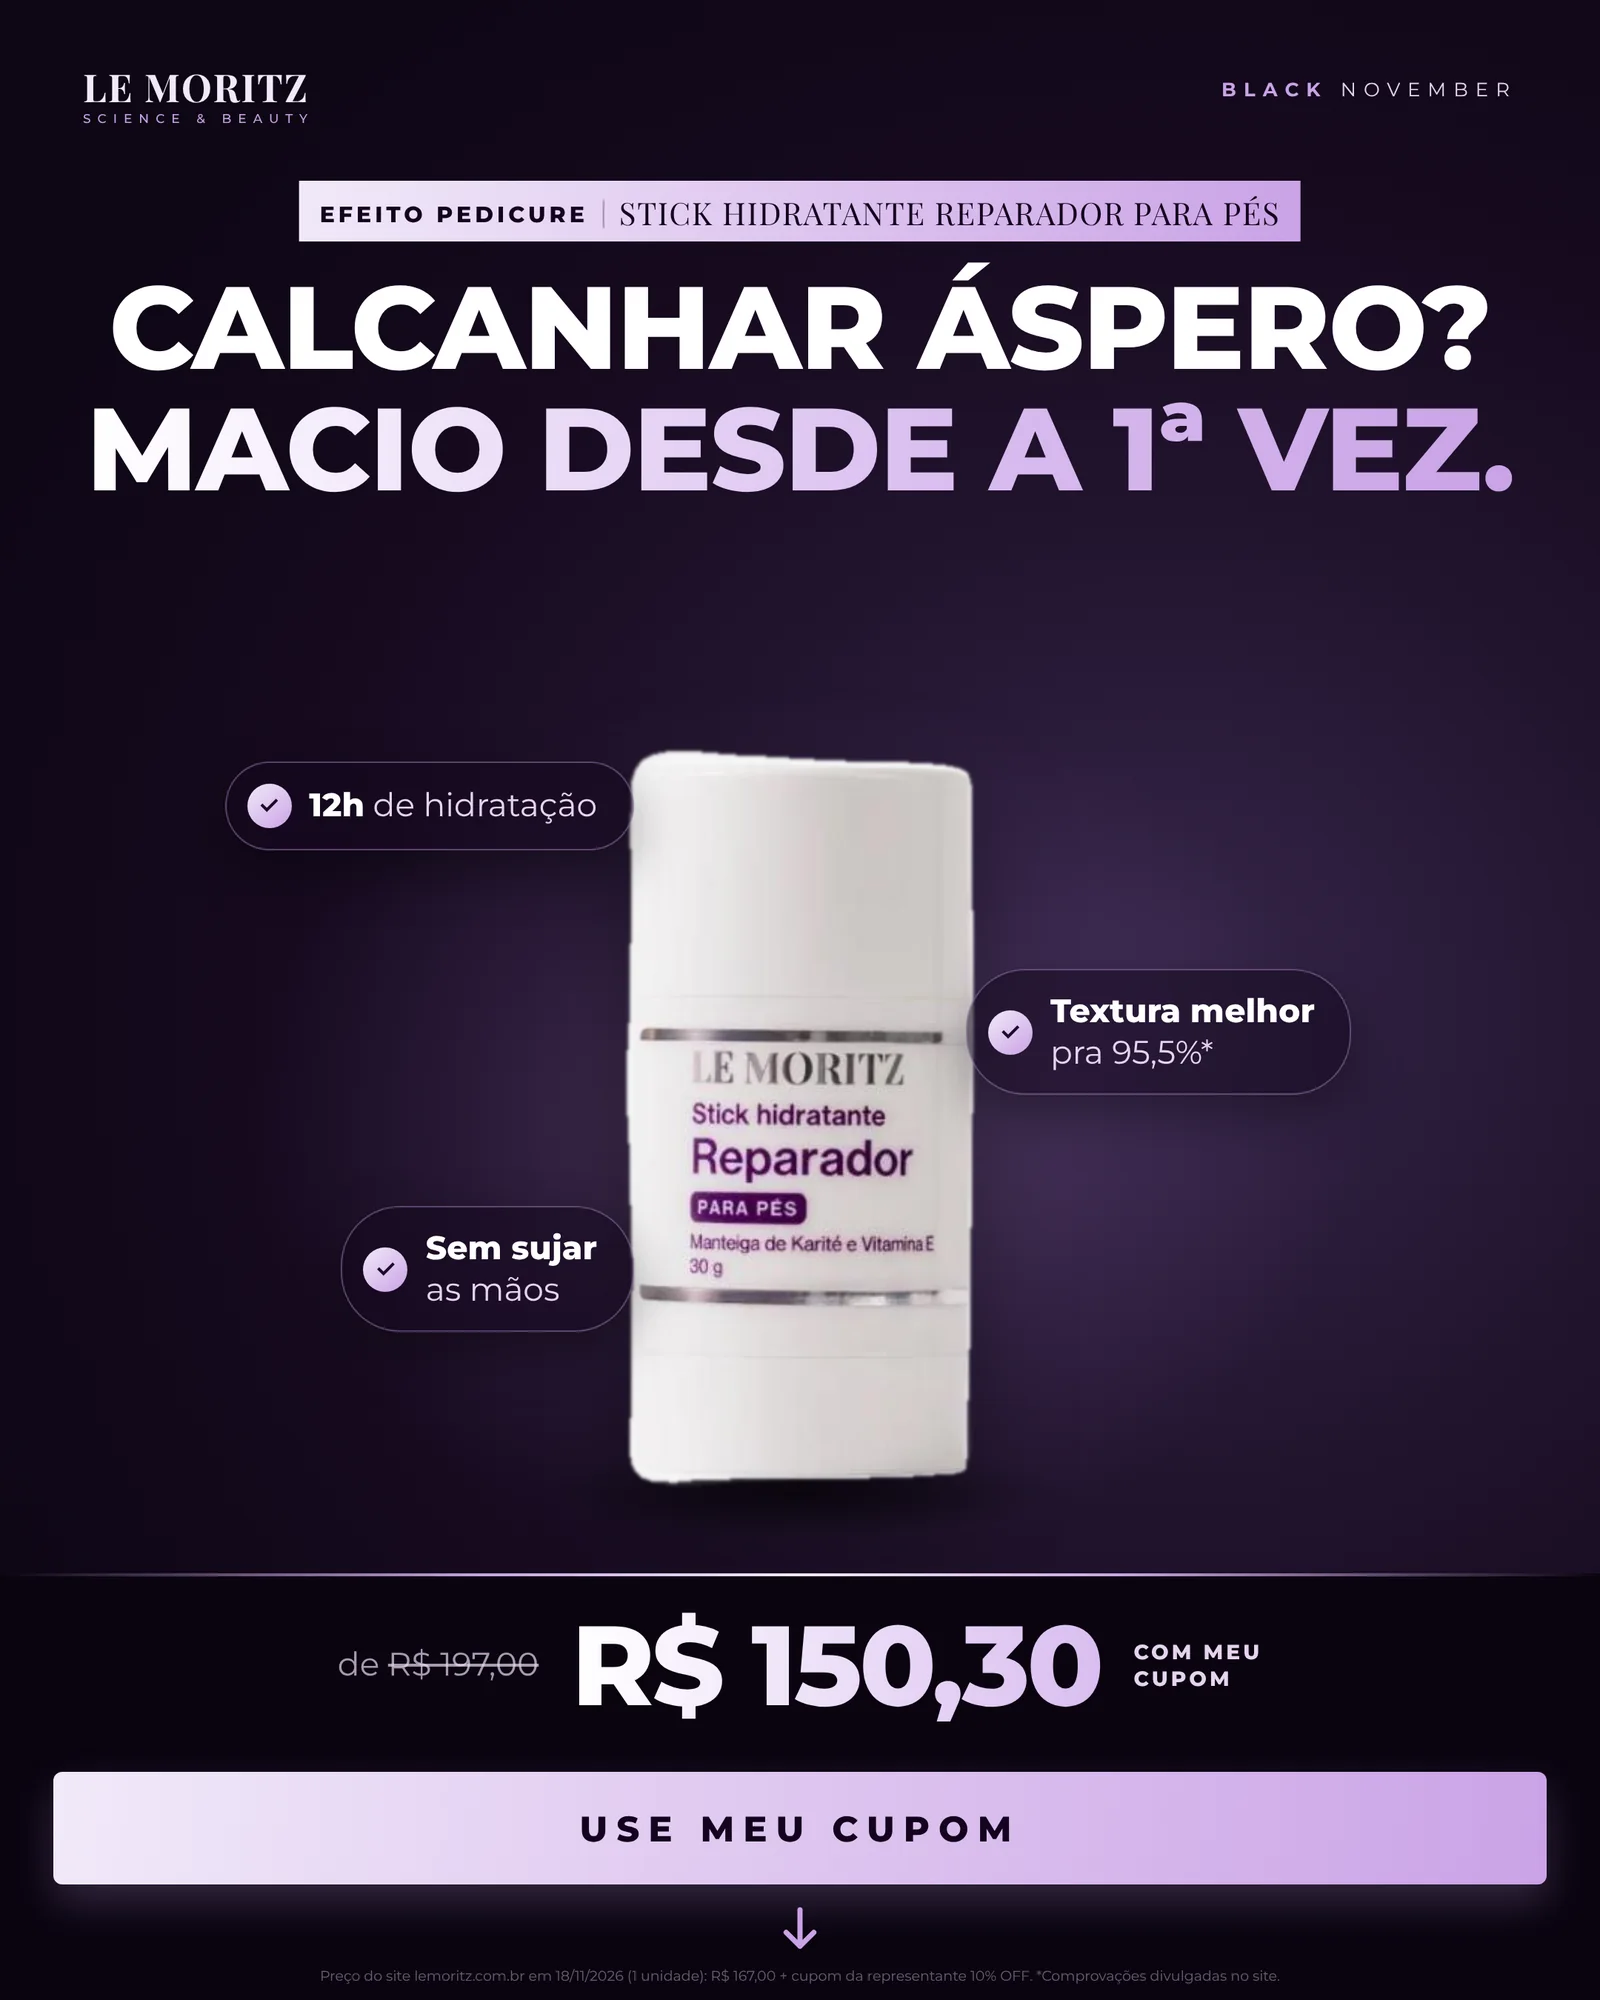 LE MORITZ
SCIENCE & BEAUTY
BLACK NOVEMBER
EFEITO PEDICURE | STICK HIDRATANTE REPARADOR PARA PÉS
CALCANHAR ÁSPERO?
MACIO DESDE A 1ª VEZ.
12h de hidratação
Textura melhor
pra 95,5%*
LE MORITZ
Stick hidratante
Reparador
PARA PÉS
Manteiga de Karité e Vitamina E
30 g
Sem sujar
as mãos
de R$ 197,00
R$ 150,30
COM MEU
CUPOM
USE MEU CUPOM
Preço do site lemoritz.com.br em 18/11/2026 (1 unidade): R$ 167,00 + cupom da representante 10% OFF. *Comprovações divulgadas no site.